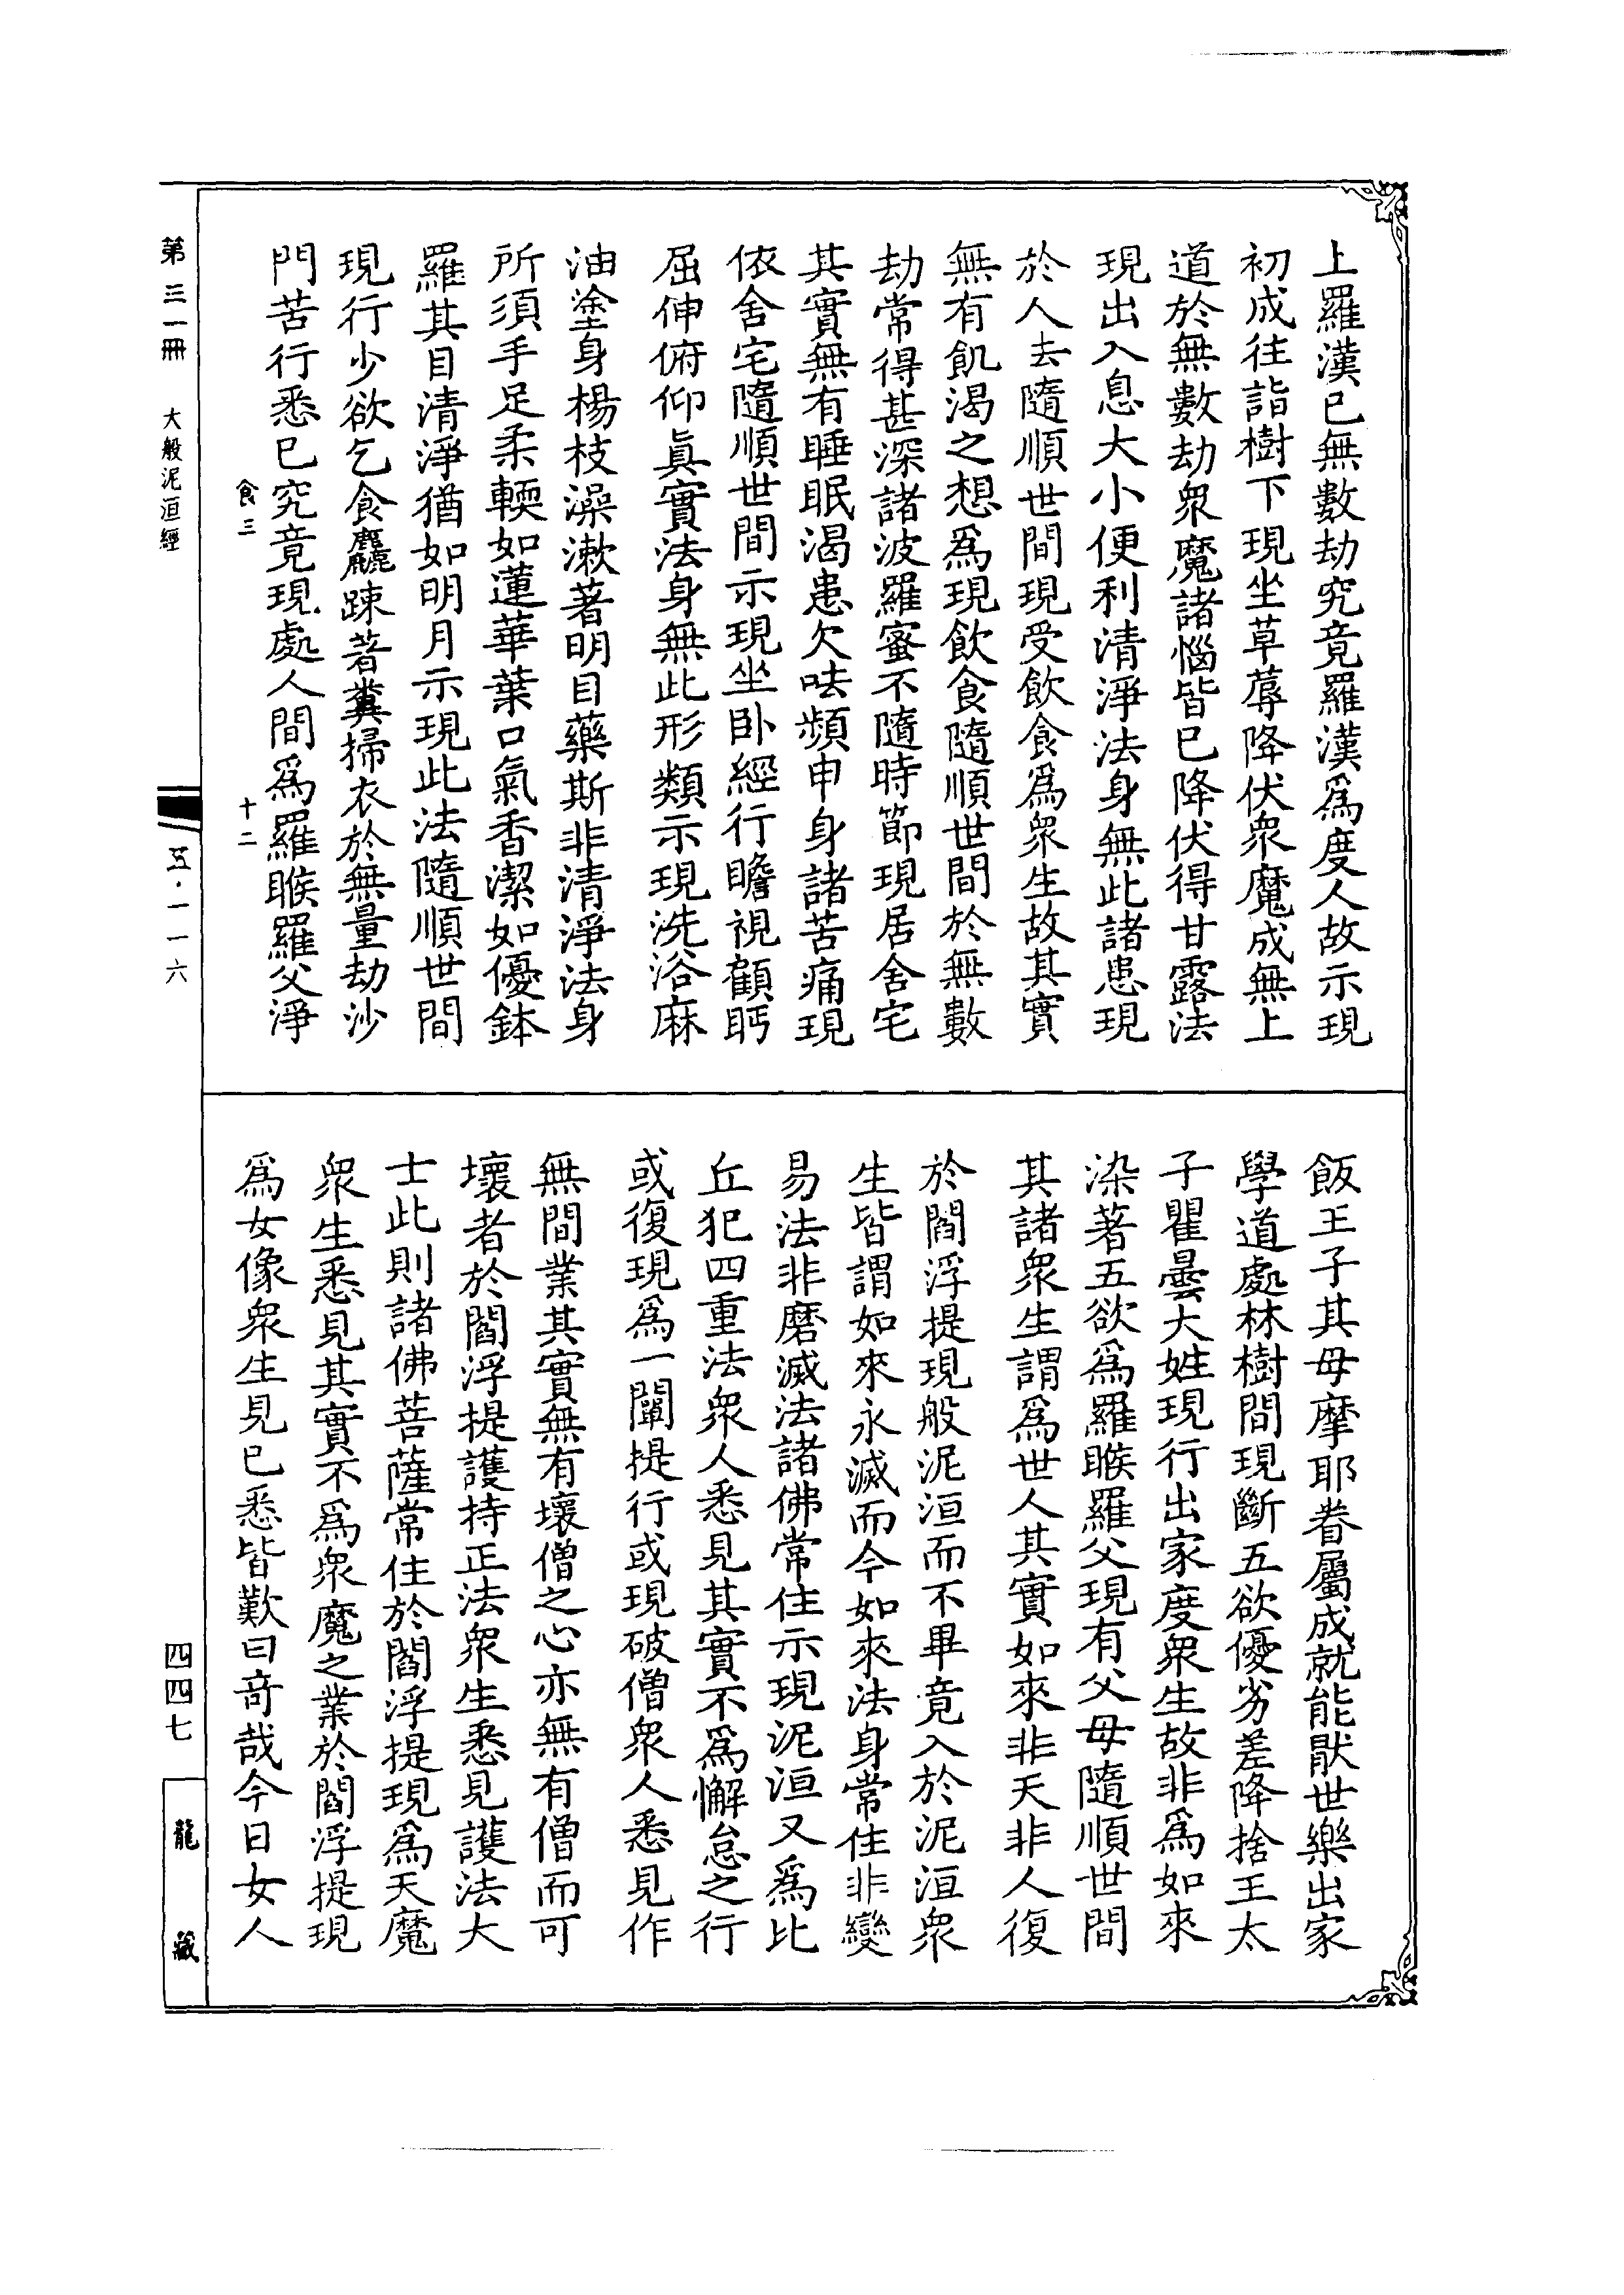 上羅漢已無數劫究竟羅漢爲度人故示現
初成往詣樹下現坐草蓐降伏衆魔成無上
道於無數劫衆魔諸惱皆已降伏得甘露法
現出入息大小便利清淨法身無此諸患現
於人去隨順世間現受飲食爲衆生故其實
無有飢渴之想爲現飲食隨順世間於無數
劫常得甚深諸波羅蜜不隨時節現居舍宅
其實無有睡眠渴患欠呿頻申身諸苦痛現
依舍宅隨順世間示現坐卧經行瞻視顧眄
屈伸俯仰眞實法身無此形類示現洗浴麻
油塗身楊枝澡漱著明目藥斯非清淨法身
所須手足柔輭如蓮華葉口氣香潔如優鉢
羅其目清淨猶如明月示現此法隨順世間
現行少欲乞食麤踈著糞掃衣於無量劫沙
門苦行悉已究竟現處人間爲羅睺羅父淨
食三
十二
飯王子其母摩耶眷屬成就能猒世樂出家
學道處林樹間現斷五欲優劣差降捨王太
子瞿曇大姓現行出家度衆生故非爲如來
染著五欲爲羅睺羅父現有父母隨順世間
其諸衆生謂爲世人其實如來非天非人復
於閻浮提現般泥洹而不畢竟入於泥洹衆
生皆謂如來永滅而今如來法身常住非變
易法非磨滅法諸佛常住示現泥洹又爲比
丘犯四重法衆人悉見其實不爲懈怠之行
或復現爲一闡提行或現破僧衆人悉見作
無間業其實無有壞僧之心亦無有僧而可
壞者於閻浮提護持正法衆生悉見護法大
士此則諸佛菩薩常住於閻浮提現爲天魔
衆生悉見其實不爲衆魔之業於閻浮提現
爲女像衆生見已悉皆歎曰奇哉今日女人
第三一冊 大般泥洹經
五·一一六
四四七
龍藏